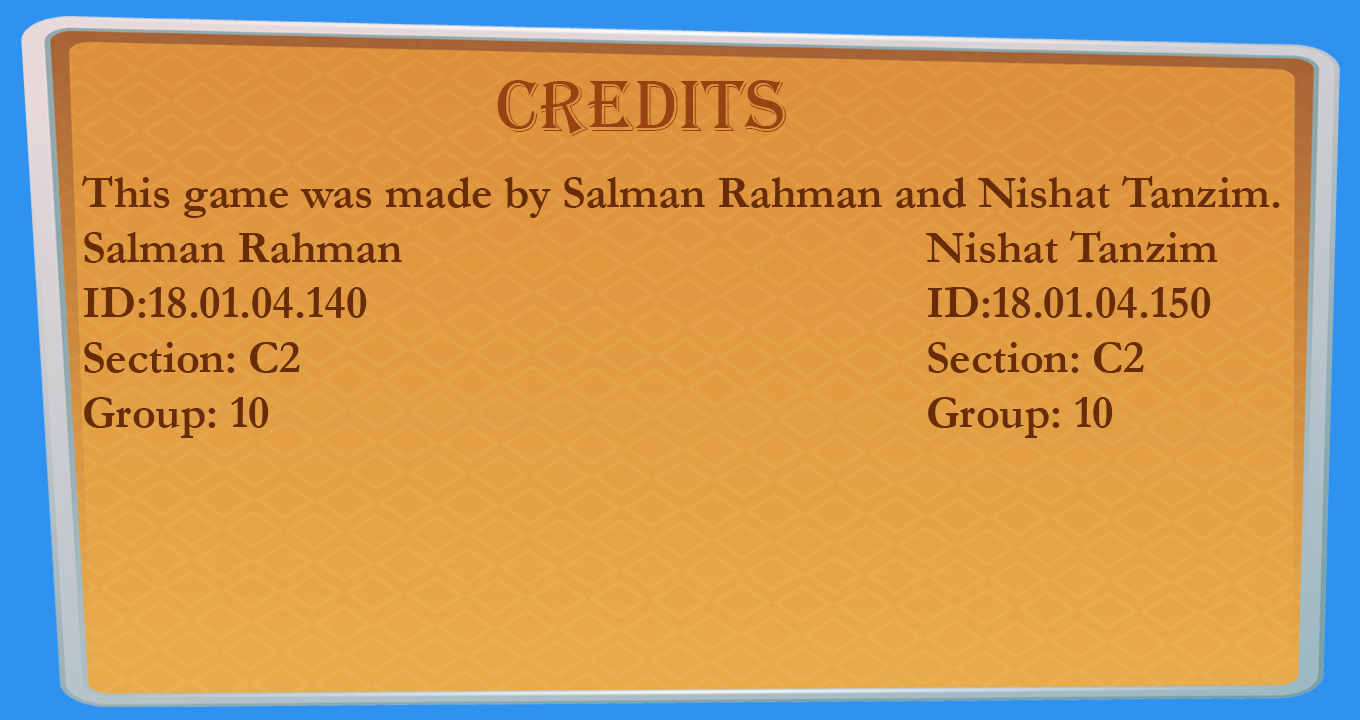 CREDITS
This game was made by Salman Rahman and Nishat Tanzim.
Salman Rahman Nishat Tanzim
ID:18.01.04.140 ID:18.01.04.150
Section: C2 Section: C2
Group: 10 Group: 10